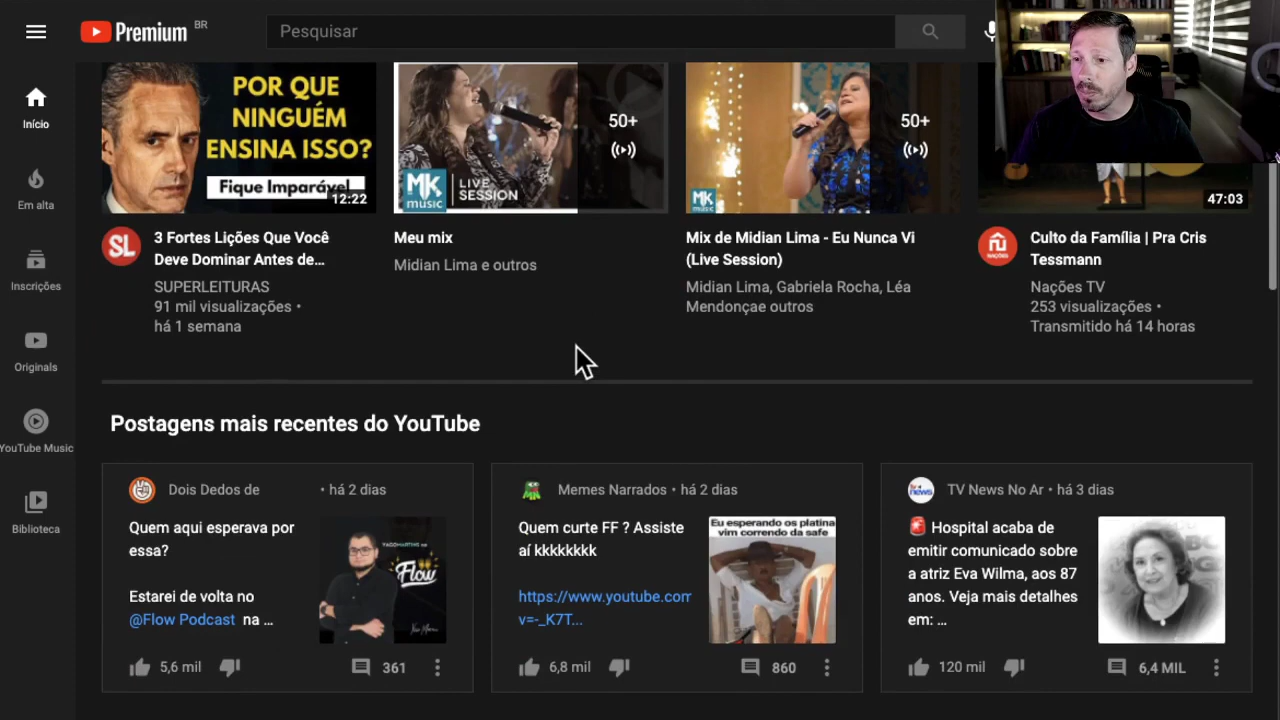 Premium BR
Pesquisar
Início
Em alta
Inscrições
Originals
YouTube Music
Biblioteca
POR QUE
NINGUÉM
ENSINA ISSO?
Fique Imparável
12:22
3 Fortes Lições Que Você
Deve Dominar Antes de...
SUPERLEITURAS
91 mil visualizações •
há 1 semana
SL
MK
music
LIVE
SESSION
50+
Meu mix
Midian Lima e outros
MK
music
50+
Mix de Midian Lima - Eu Nunca Vi
(Live Session)
Midian Lima, Gabriela Rocha, Léa
Mendonçae outros
47:03
Culto da Família | Pra Cris
Tessmann
Nações TV
253 visualizações •
Transmitido há 14 horas
Postagens mais recentes do YouTube
Dois Dedos de • há 2 dias
Quem aqui esperava por
essa?
Estarei de volta no
@Flow Podcast na ...
Flow
5,6 mil 361
Memes Narrados • há 2 dias
Quem curte FF ? Assiste
aí kkkkkkkk
https://www.youtube.com
v=-_K7T...
Eu esperando os platina
vim correndo da safe
6,8 mil 860
TV News No Ar • há 3 dias
🚨 Hospital acaba de
emitir comunicado sobre
a atriz Eva Wilma, aos 87
anos. Veja mais detalhes
em: ...
120 mil 6,4 MIL